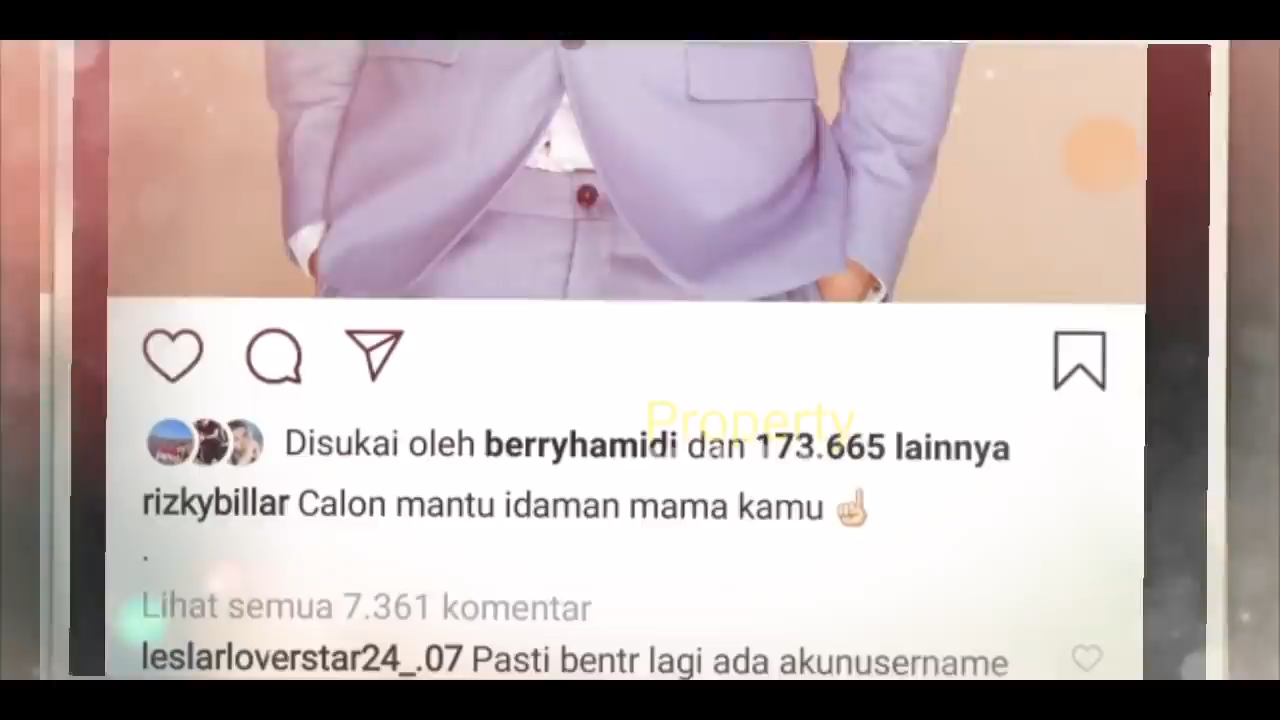 Property
Disukai oleh berryhamidi dan 173.665 lainnya
rizkybillar Calon mantu idaman mama kamu ☝🏻
.
Lihat semua 7.361 komentar
leslarloverstar24_.07 Pasti bentr lagi ada akunusername